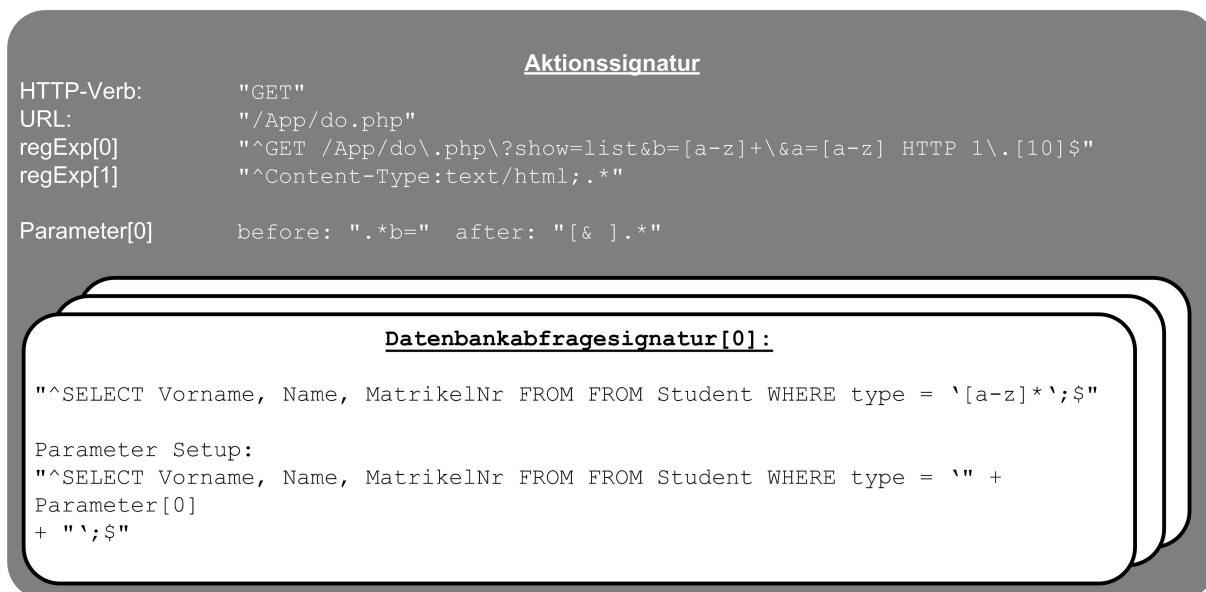 Aktionssignatur
HTTP-Verb: "GET"
URL: "/App/do.php"
regExp[0] "^GET /App/do\.php\?show=list&b=[a-z]+\&a=[a-z] HTTP 1\.[10]$"
regExp[1] "^Content-Type:text/html;.*"
Parameter[0] before: ".*b=" after: "[& ].*"
Datenbankabfragesignatur[0]:
"^SELECT Vorname, Name, MatrikelNr FROM FROM Student WHERE type = ‛[a-z]*‛;$"
Parameter Setup:
"^SELECT Vorname, Name, MatrikelNr FROM FROM Student WHERE type = ‛" +
Parameter[0]
+ "‛;$"